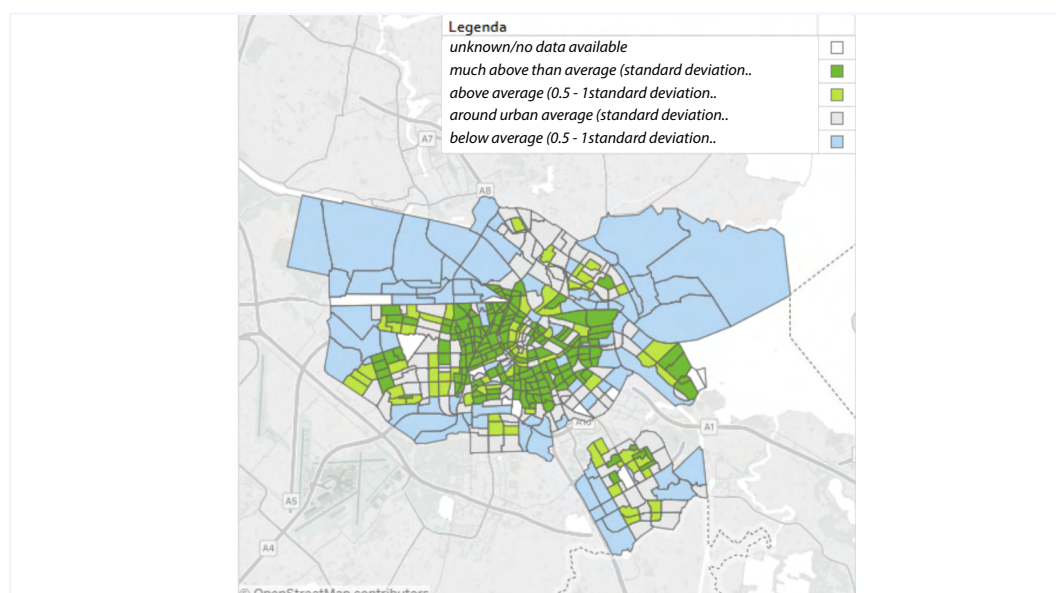 Legenda
unknown/no data available
much above than average (standard deviation..
above average (0.5 - 1standard deviation..
around urban average (standard deviation..
below average (0.5 - 1standard deviation..
A7
A8
A10
A1
A5
A4
© OpenStreetMap contributors